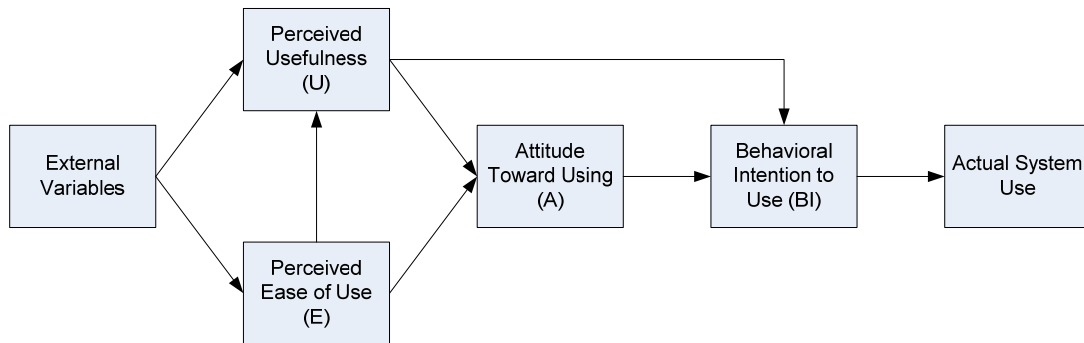 External
Variables
Perceived
Usefulness
(U)
Perceived
Ease of Use
(E)
Attitude
Toward Using
(A)
Behavioral
Intention to
Use (BI)
Actual System
Use